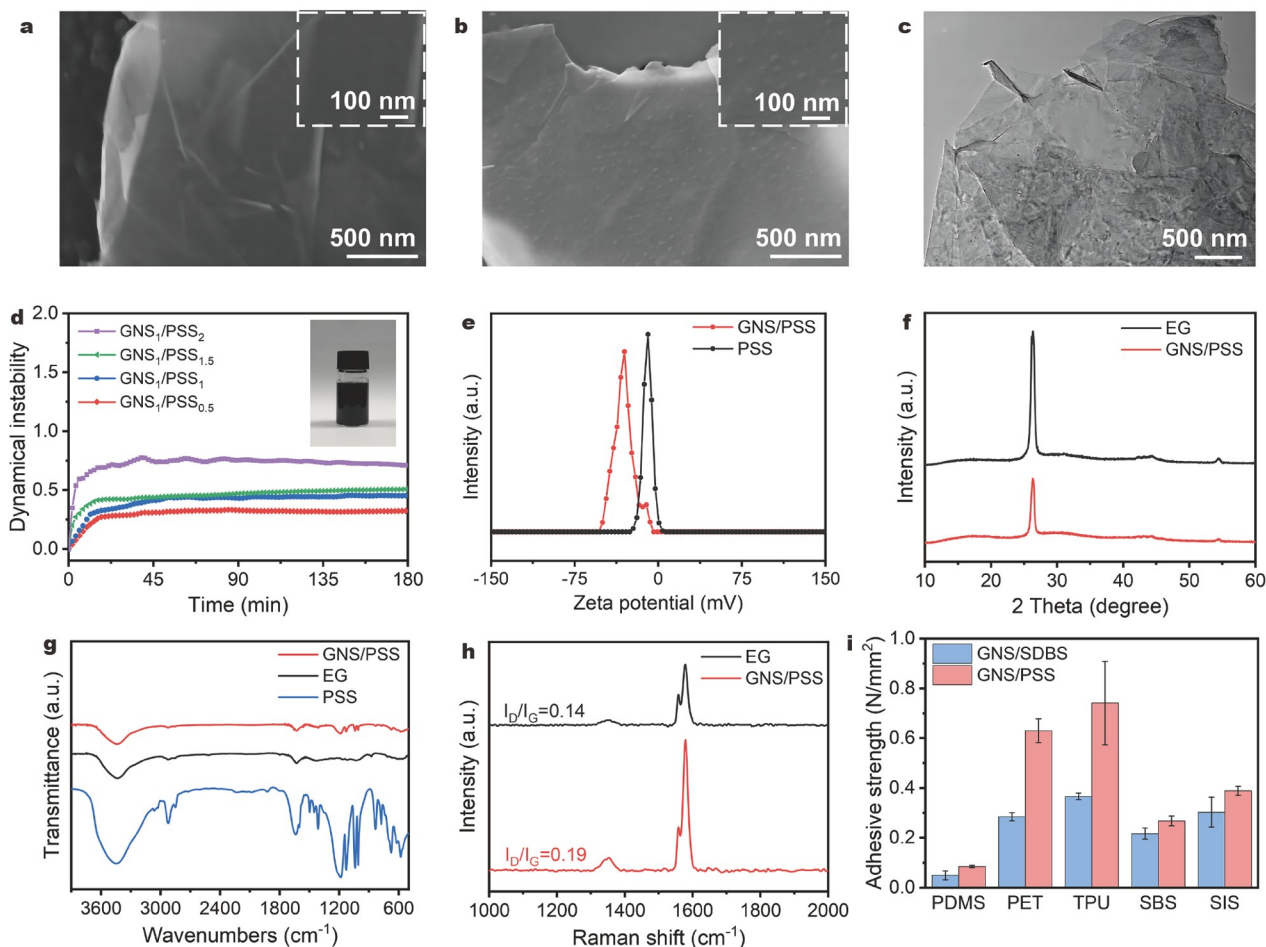 a
100 nm
500 nm
b
100 nm
500 nm
c
500 nm
d
2.0
1.5
1.0
0.5
0.0
Dynamical instability
GNS₁/PSS₂
GNS₁/PSS₁.₅
GNS₁/PSS₁
GNS₁/PSS₀.₅
0 45 90 135 180
Time (min)
e
Intensity (a.u.)
GNS/PSS
PSS
-150 -75 0 75 150
Zeta potential (mV)
f
Intensity (a.u.)
EG
GNS/PSS
10 20 30 40 50 60
2 Theta (degree)
g
Transmittance (a.u.)
GNS/PSS
EG
PSS
3600 3000 2400 1800 1200 600
Wavenumbers (cm⁻¹)
h
Intensity (a.u.)
EG
GNS/PSS
I_D/I_G=0.14
I_D/I_G=0.19
1000 1200 1400 1600 1800 2000
Raman shift (cm⁻¹)
i
Adhesive strength (N/mm²)
1.0
0.8
0.6
0.4
0.2
0.0
GNS/SDBS
GNS/PSS
PDMS PET TPU SBS SIS